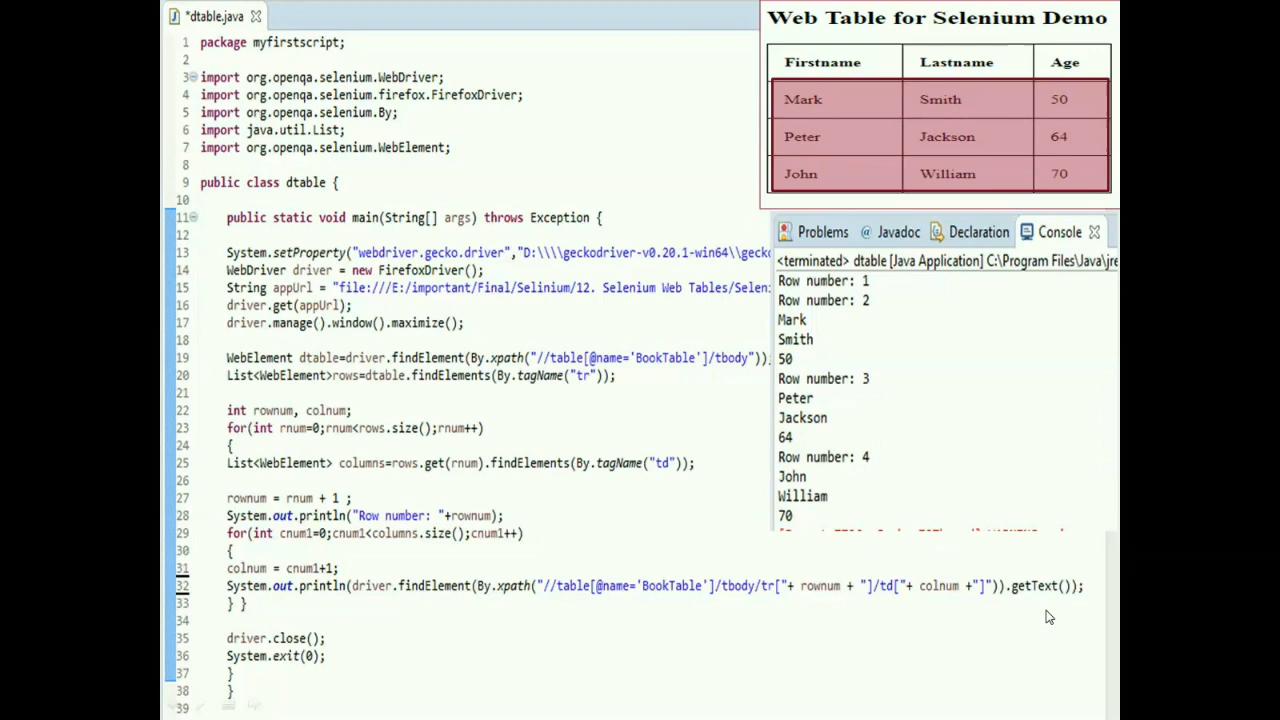 *dtable.java
1 package myfirstscript;
2
3 import org.openqa.selenium.WebDriver;
4 import org.openqa.selenium.firefox.FirefoxDriver;
5 import org.openqa.selenium.By;
6 import java.util.List;
7 import org.openqa.selenium.WebElement;
8
9 public class dtable {
10
11 public static void main(String[] args) throws Exception {
12
13 System.setProperty("webdriver.gecko.driver","D:\\\\geckodriver-v0.20.1-win64\\gecko
14 WebDriver driver = new FirefoxDriver();
15 String appUrl = "file:///E:/important/Final/Selinium/12. Selenium Web Tables/Selen
16 driver.get(appUrl);
17 driver.manage().window().maximize();
18
19 WebElement dtable=driver.findElement(By.xpath("//table[@name='BookTable']/tbody"));
20 List<WebElement>rows=dtable.findElements(By.tagName("tr"));
21
22 int rownum, colnum;
23 for(int rnum=0;rnum<rows.size();rnum++)
24 {
25 List<WebElement> columns=rows.get(rnum).findElements(By.tagName("td"));
26
27 rownum = rnum + 1 ;
28 System.out.println("Row number: "+rownum);
29 for(int cnum1=0;cnum1<columns.size();cnum1++)
30 {
31 colnum = cnum1+1;
32 System.out.println(driver.findElement(By.xpath("//table[@name='BookTable']/tbody/tr["+ rownum + "]/td["+ colnum +"]")).getText());
33 } }
34
35 driver.close();
36 System.exit(0);
37 }
38 }
39
Web Table for Selenium Demo
Firstname Lastname Age
Mark Smith 50
Peter Jackson 64
John William 70
Problems @ Javadoc Declaration Console
<terminated> dtable [Java Application] C:\Program Files\Java\jre
Row number: 1
Row number: 2
Mark
Smith
50
Row number: 3
Peter
Jackson
64
Row number: 4
John
William
70